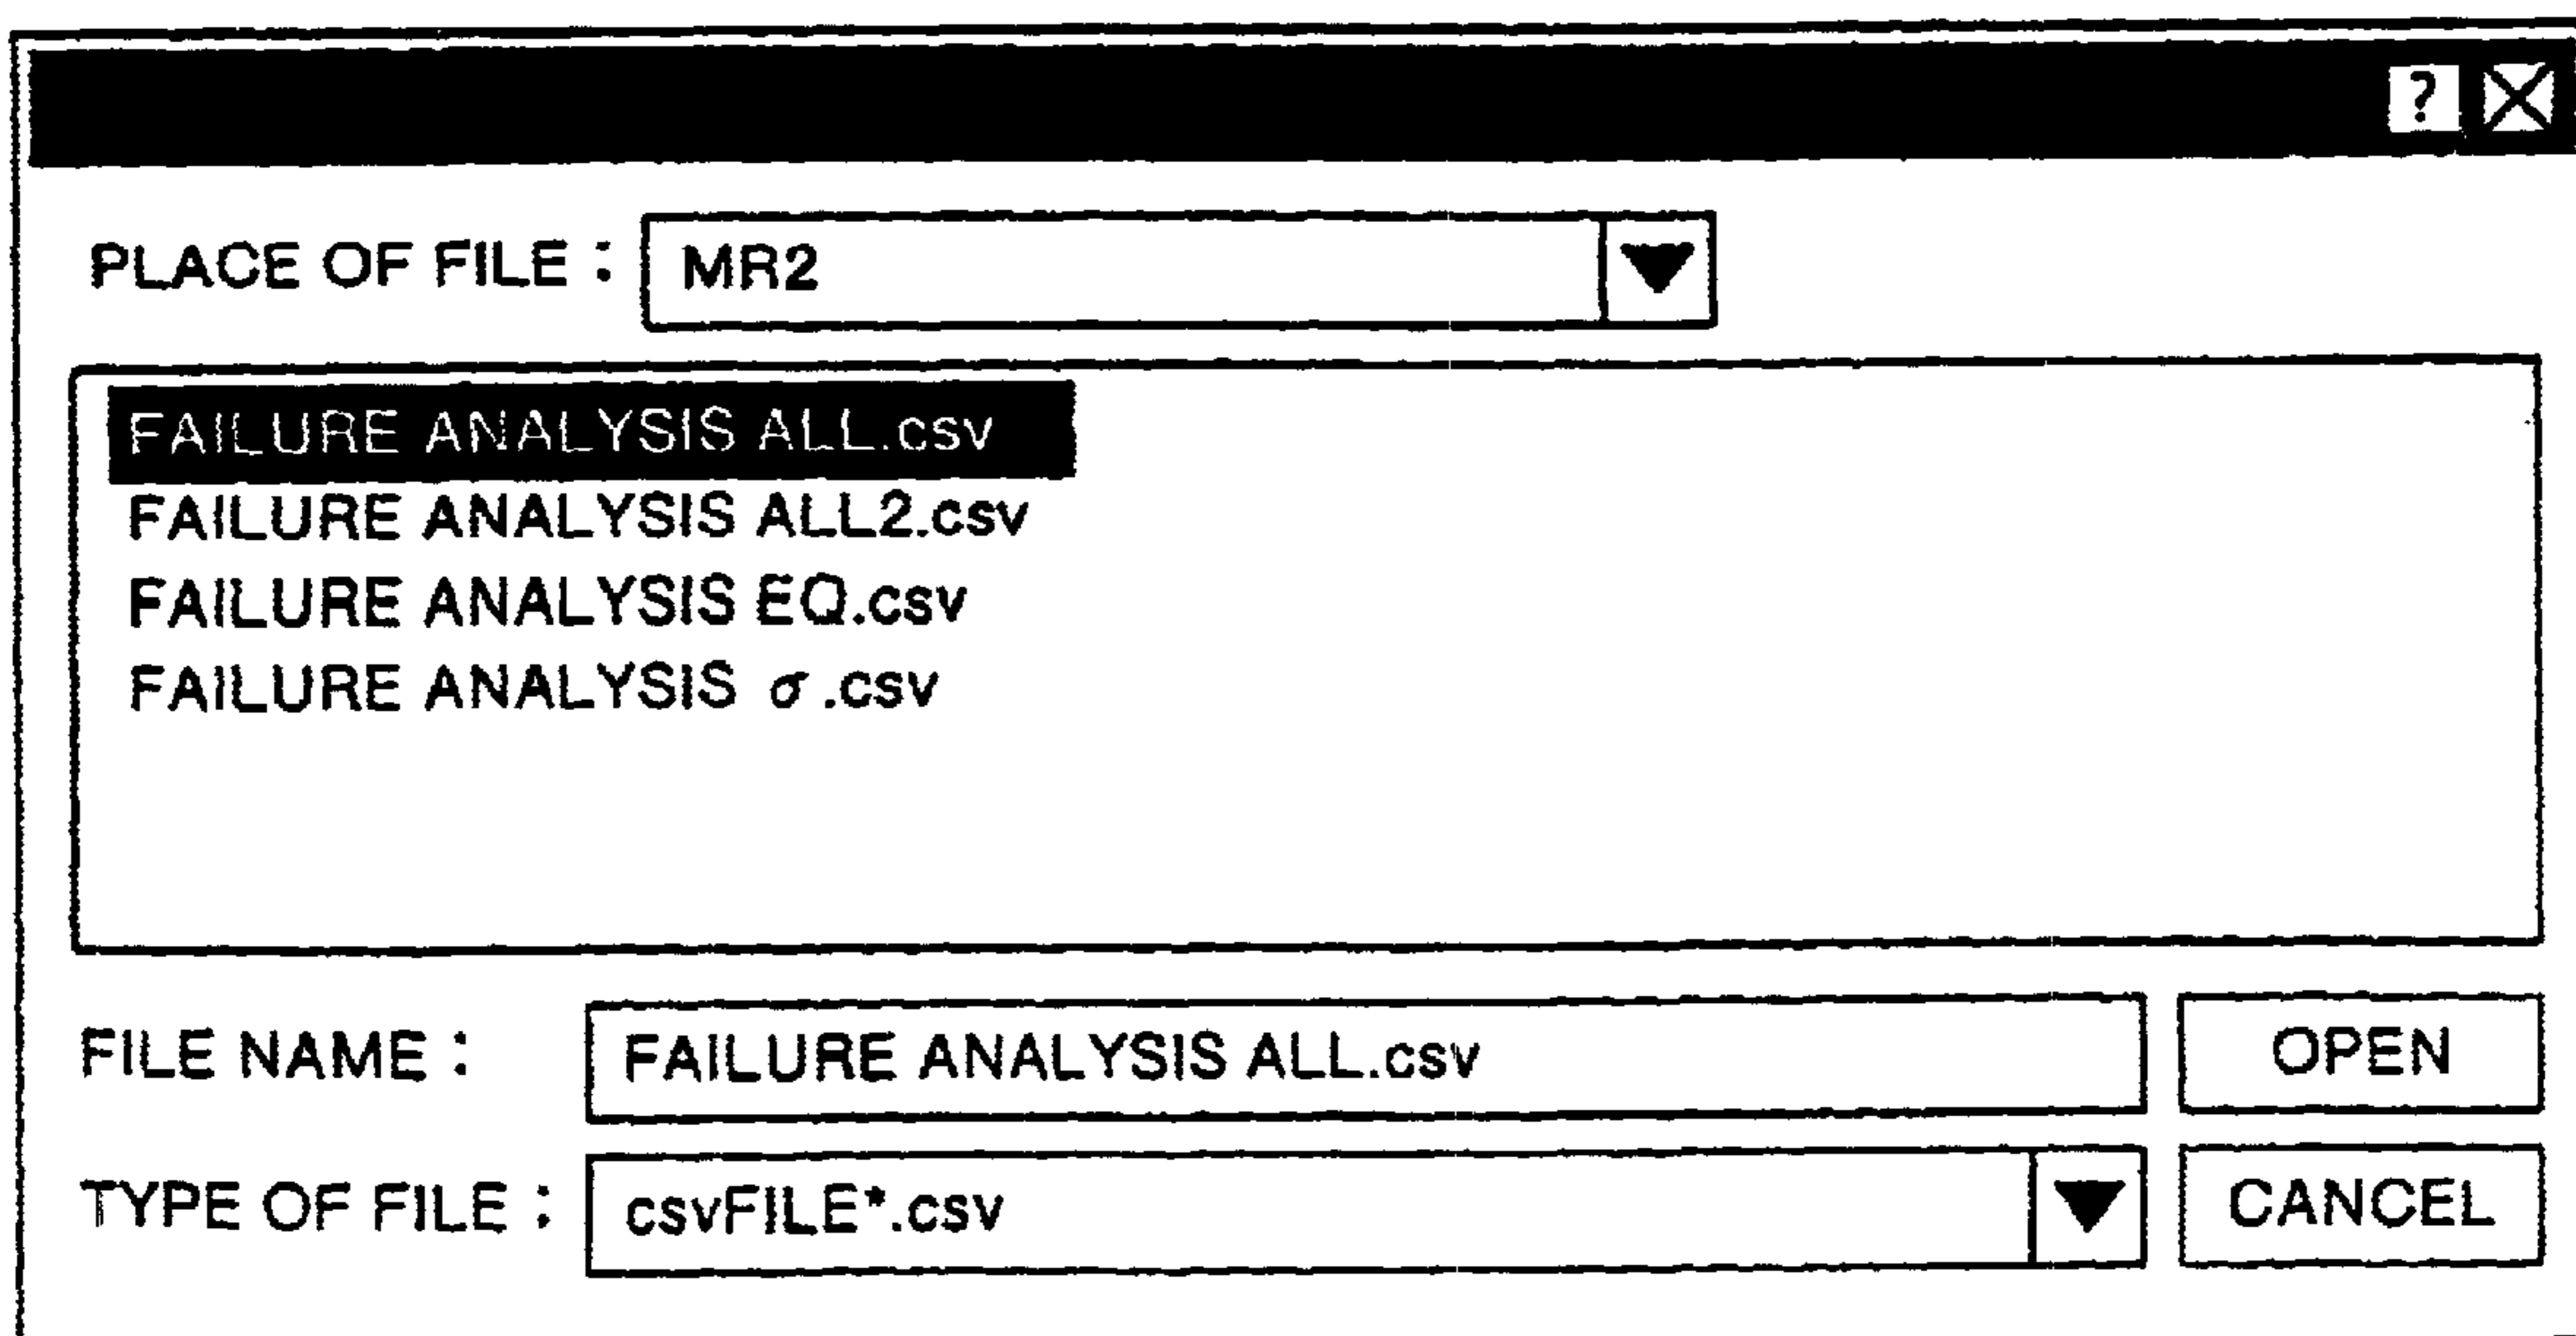 ?
PLACE OF FILE : MR2
FAILURE ANALYSIS ALL.csv
FAILURE ANALYSIS ALL2.csv
FAILURE ANALYSIS EQ.csv
FAILURE ANALYSIS σ .csv
FILE NAME : FAILURE ANALYSIS ALL.csv OPEN
TYPE OF FILE : csvFILE*.csv CANCEL